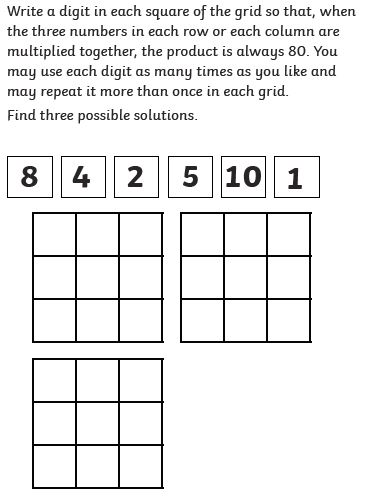 Write a digit in each square of the grid so that, when
the three numbers in each row or each column are
multiplied together, the product is always 80. You
may use each digit as many times as you like and
may repeat it more than once in each grid.
Find three possible solutions.
8 4 2 5 10 1